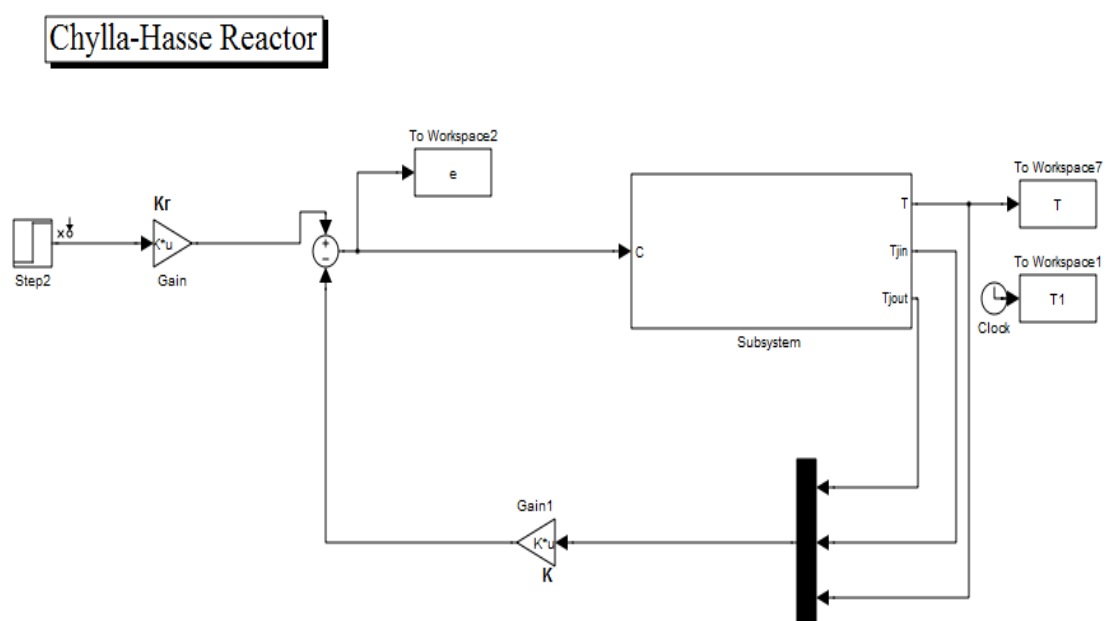 Chylla-Hasse Reactor
To Workspace2
e
Kr
K*u
Gain
Step2
+
−
C
T
Tjin
Tjout
Subsystem
To Workspace7
T
To Workspace1
T1
Clock
Gain1
K*u
K